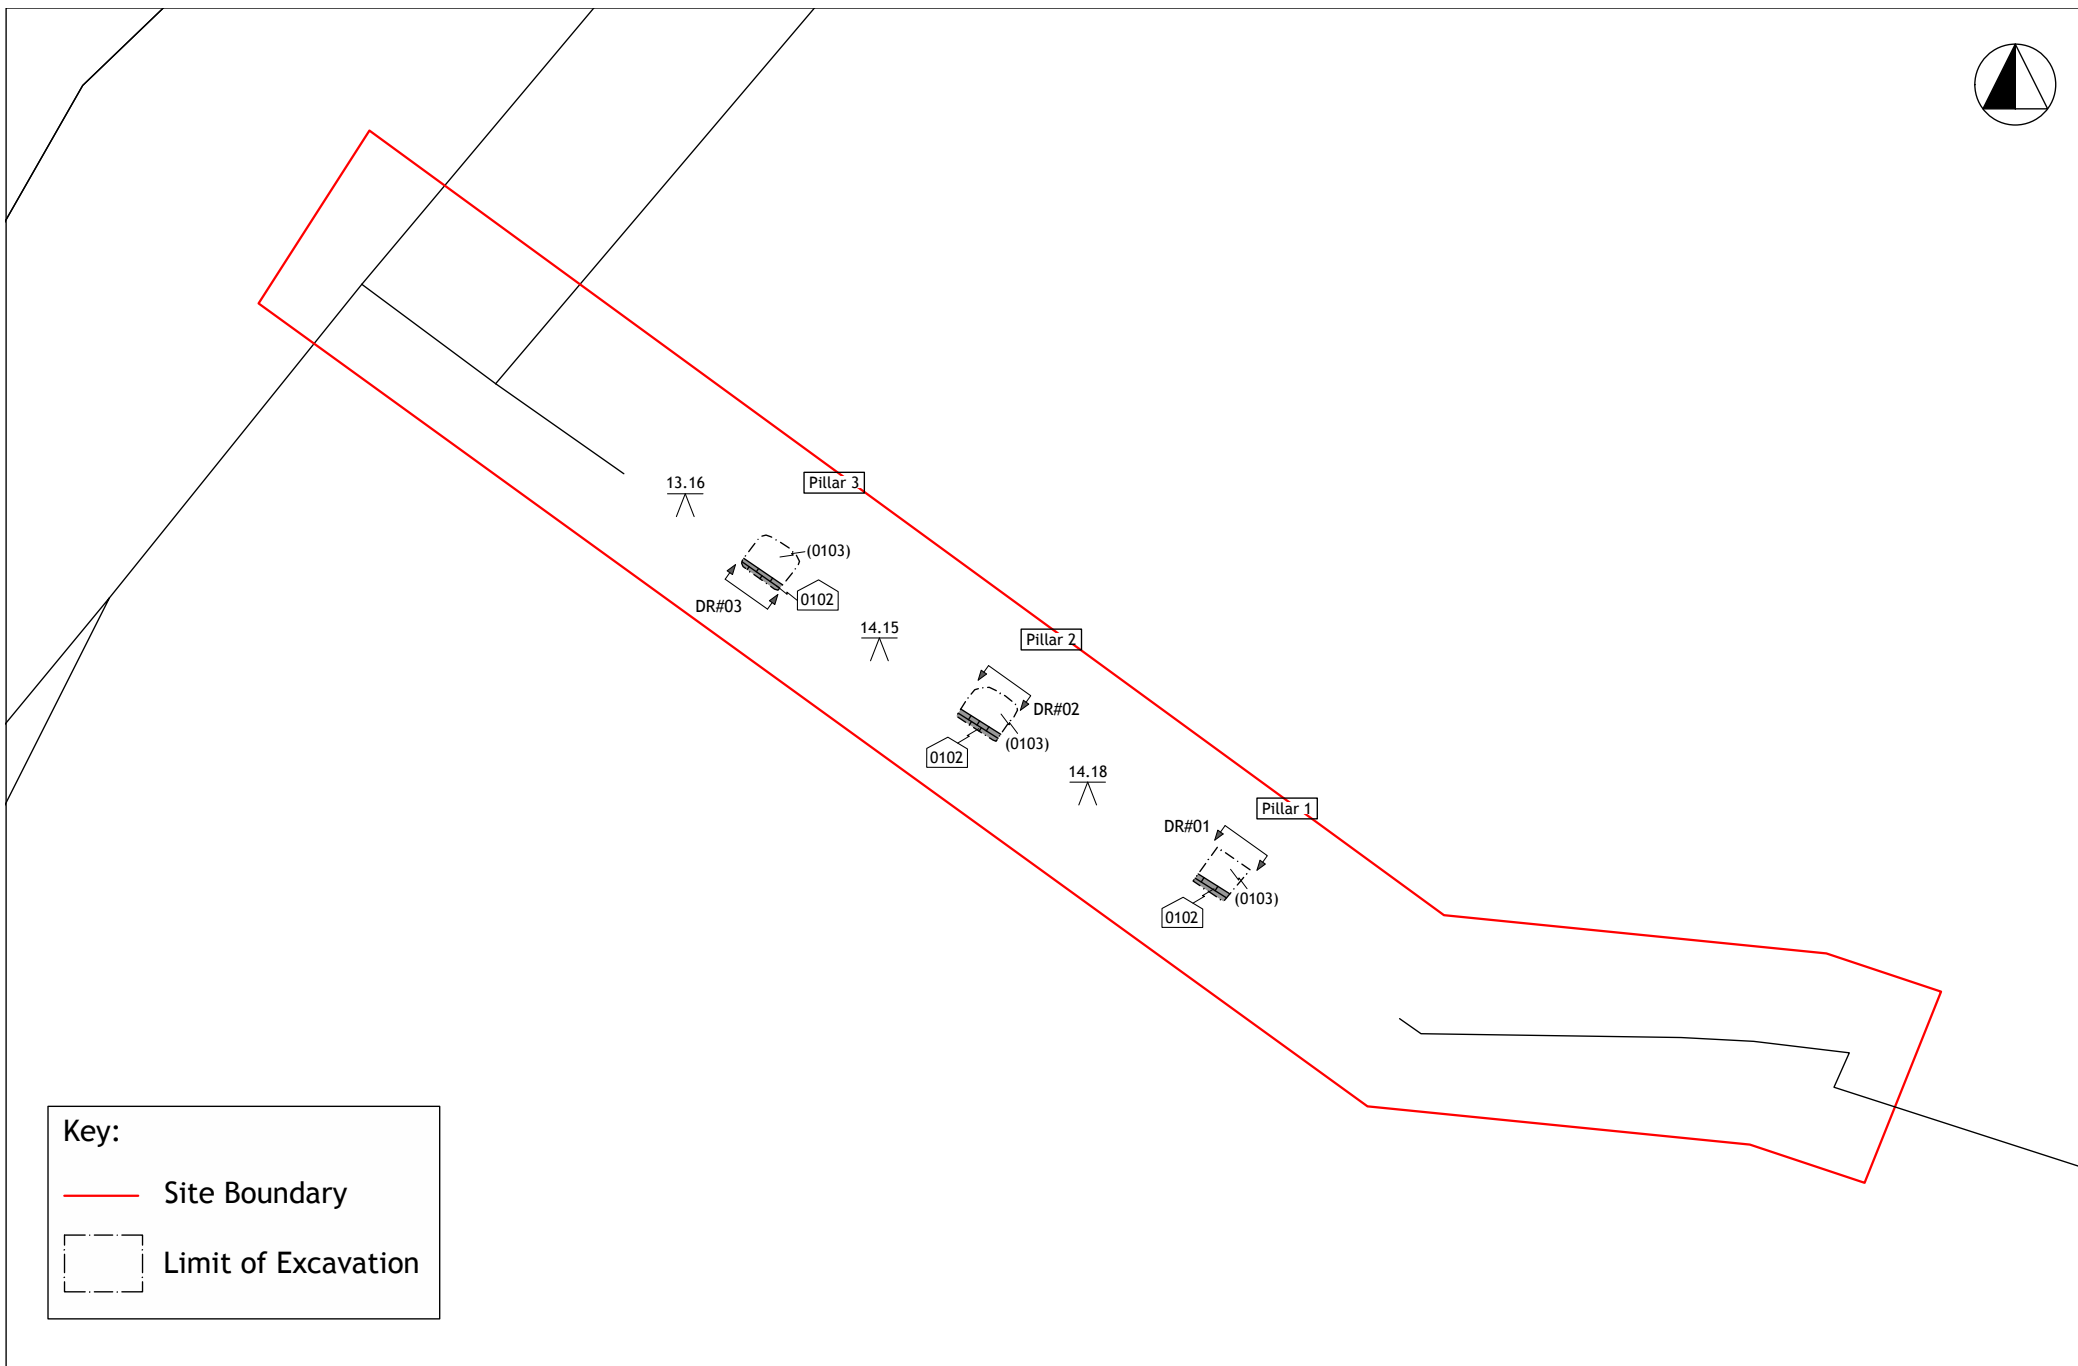 13.16
Pillar 3
(0103)
0102
DR#03
14.15
Pillar 2
DR#02
(0103)
0102
14.18
Pillar 1
DR#01
(0103)
0102
Key:
Site Boundary
Limit of Excavation